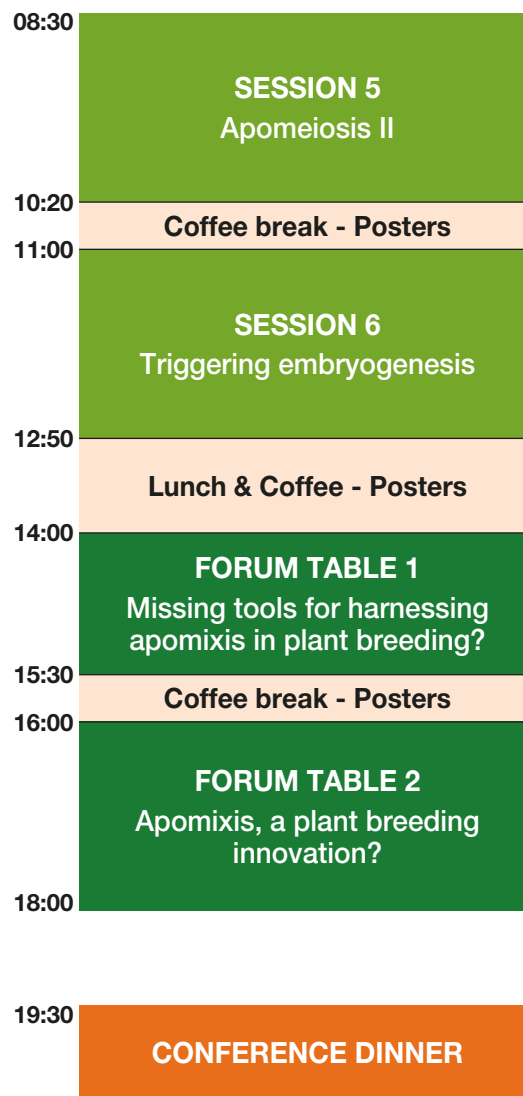 08:30
SESSION 5
Apomeiosis II
10:20
Coffee break - Posters
11:00
SESSION 6
Triggering embryogenesis
12:50
Lunch & Coffee - Posters
14:00
FORUM TABLE 1
Missing tools for harnessing
apomixis in plant breeding?
15:30
Coffee break - Posters
16:00
FORUM TABLE 2
Apomixis, a plant breeding
innovation?
18:00
19:30
CONFERENCE DINNER